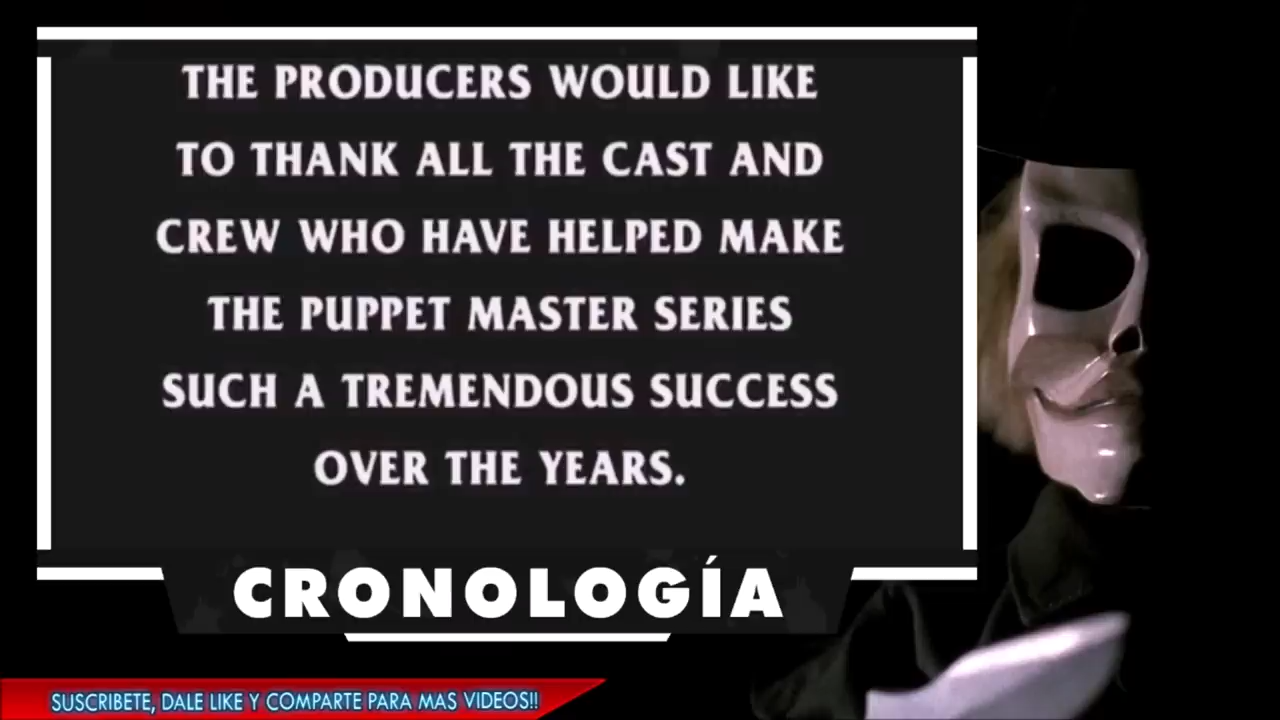 THE PRODUCERS WOULD LIKE
TO THANK ALL THE CAST AND
CREW WHO HAVE HELPED MAKE
THE PUPPET MASTER SERIES
SUCH A TREMENDOUS SUCCESS
OVER THE YEARS.
CRONOLOGÍA
SUSCRIBETE, DALE LIKE Y COMPARTE PARA MAS VIDEOS!!